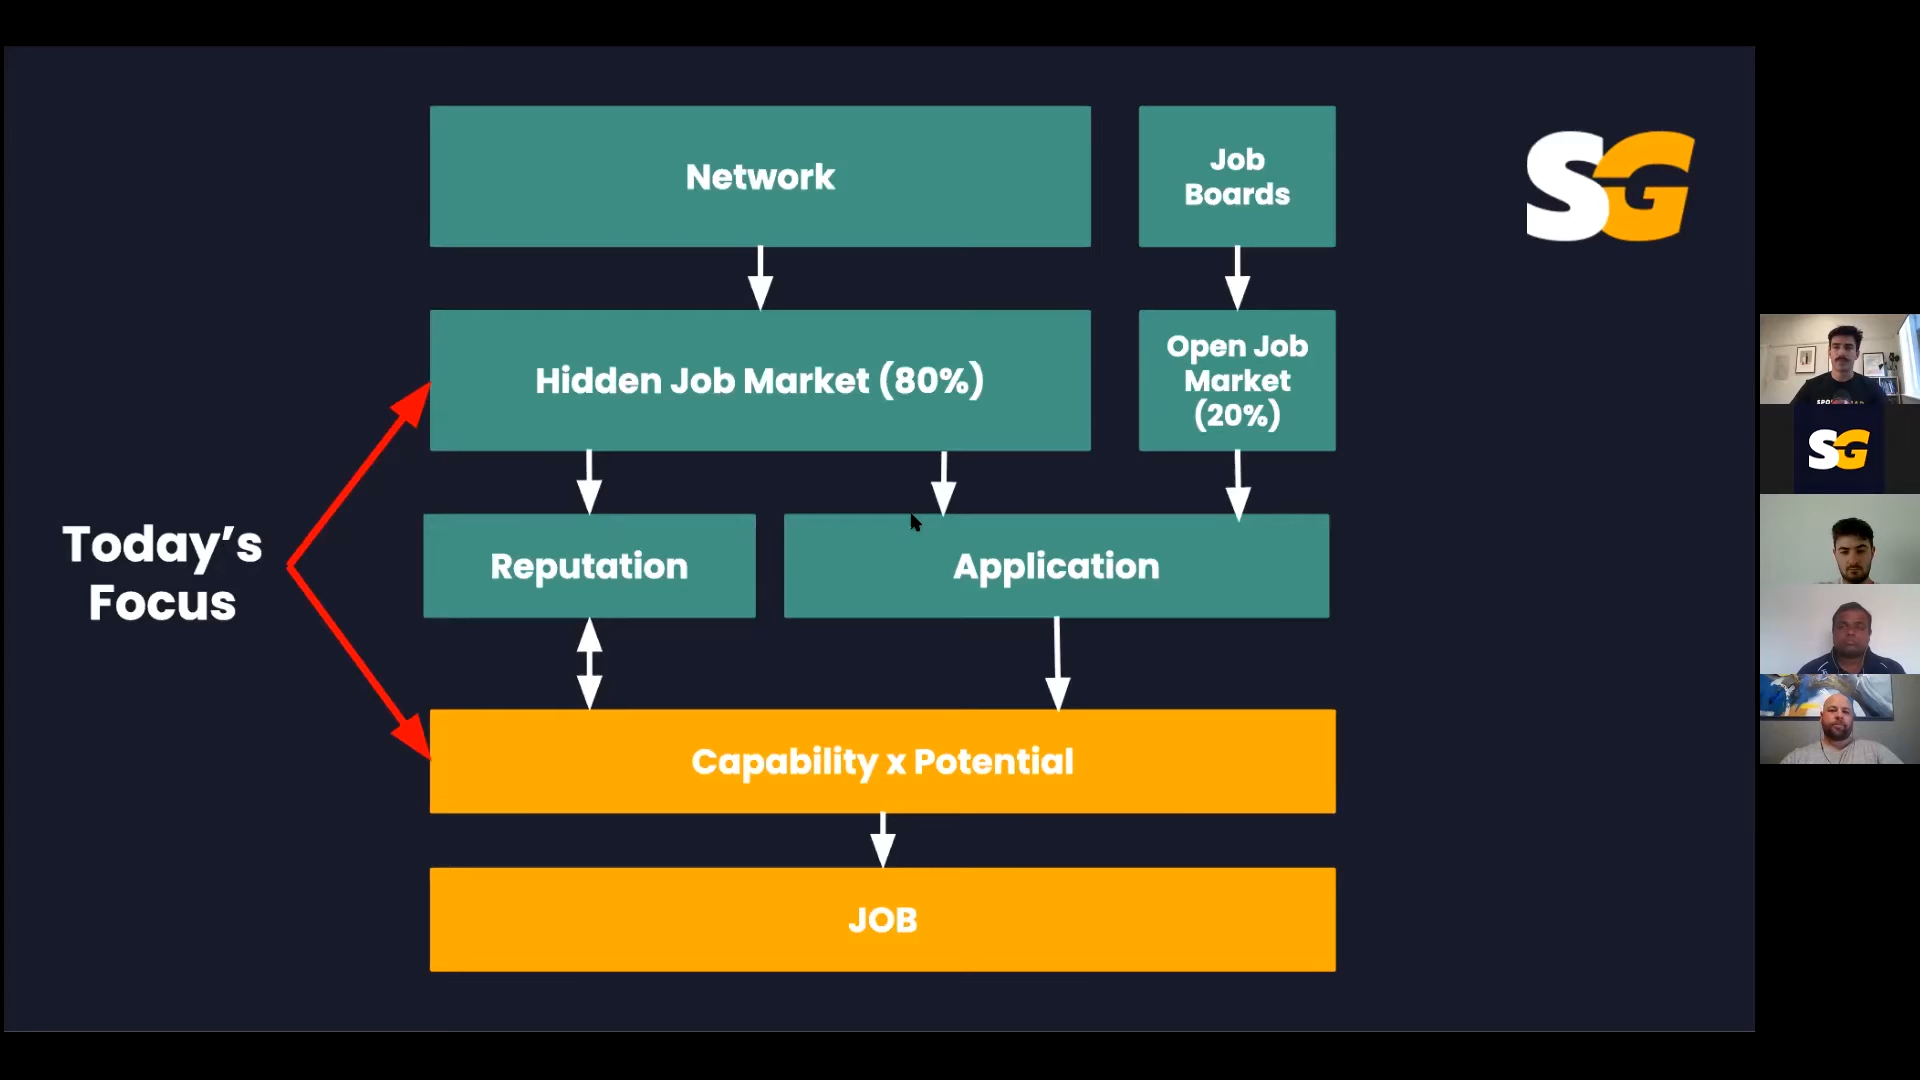 Network
Job
Boards
SG
Hidden Job Market (80%)
Open Job
Market
(20%)
Today’s
Focus
Reputation
Application
Capability x Potential
JOB
SG